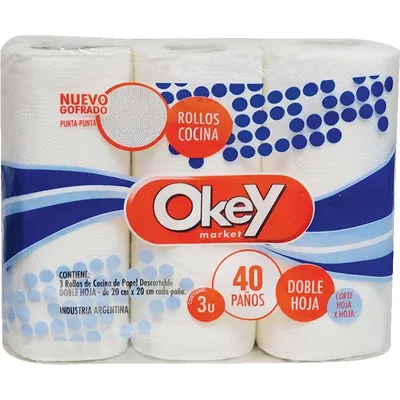 NUEVO
GOFRADO
PUNTA-PUNTA
ROLLOS
COCINA
Okey
market
CONTIENE:
3 Rollos de Cocina de Papel Descartable
DOBLE HOJA - de 20 cm x 20 cm cada paño.
INDUSTRIA ARGENTINA
CONTIENE:
3u
40
PAÑOS
DOBLE
HOJA
CORTE
HOJA
X HOJA